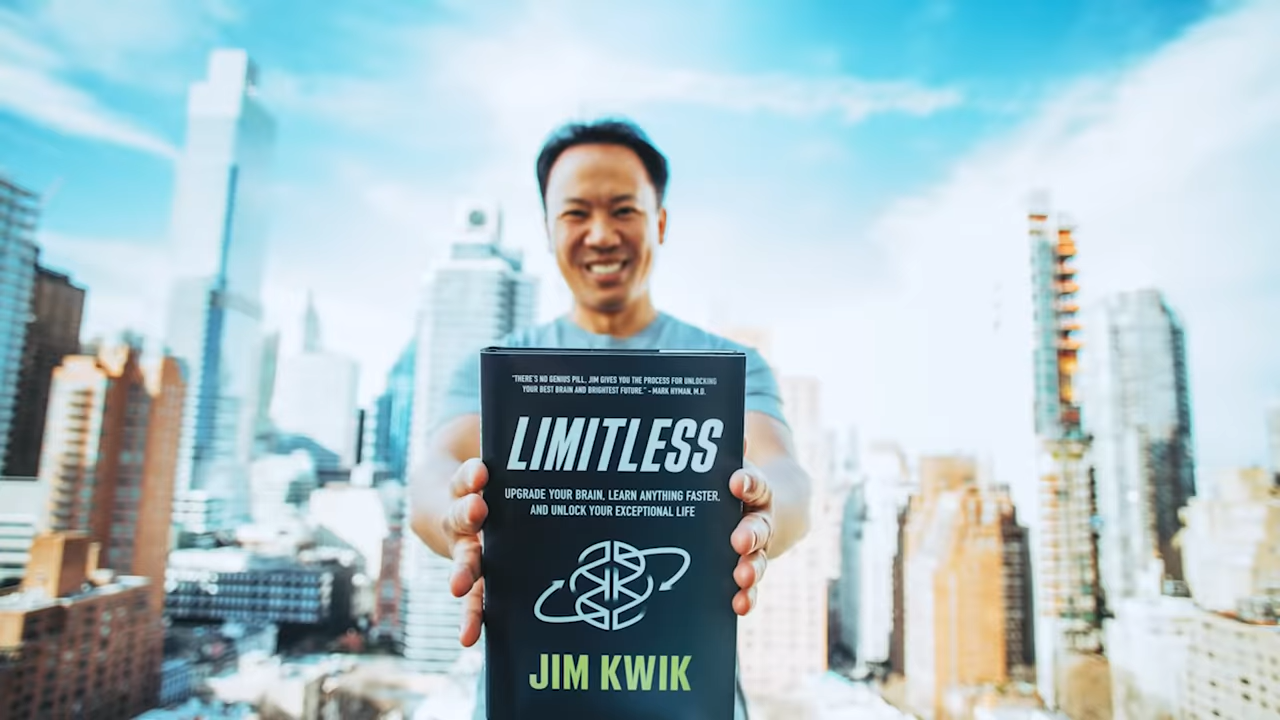 "THERE'S NO GENIUS PILL, JIM GIVES YOU THE PROCESS FOR UNLOCKING
YOUR BEST BRAIN AND BRIGHTEST FUTURE." - MARK HYMAN, M.D.
LIMITLESS
UPGRADE YOUR BRAIN, LEARN ANYTHING FASTER,
AND UNLOCK YOUR EXCEPTIONAL LIFE
JIM KWIK